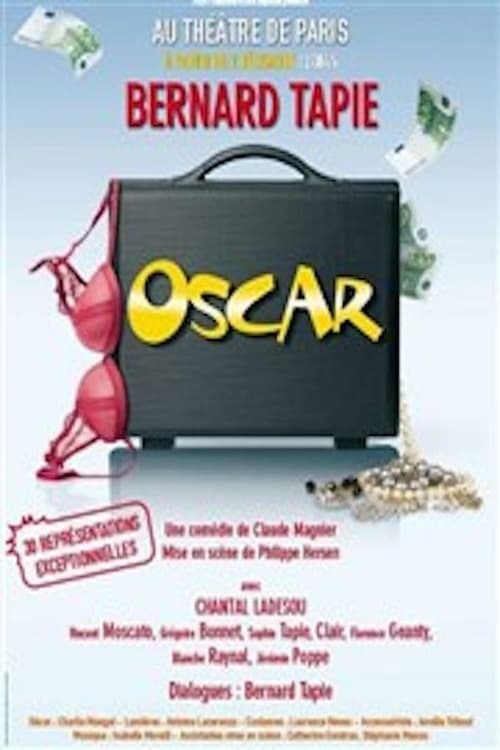 AU THÉÂTRE DE PARIS
BERNARD TAPIE
OSCAR
30 REPRÉSENTATIONS
EXCEPTIONNELLES
Une comédie de Claude Magnier
Mise en scène de Philippe Hersen
avec
CHANTAL LADESOU
Vincent Moscato, Grégoire Bonnet, Sophie Tapie, Clair, Florence Geanty,
Blanche Raynal, Jérémie Poppe
Dialogues : Bernard Tapie